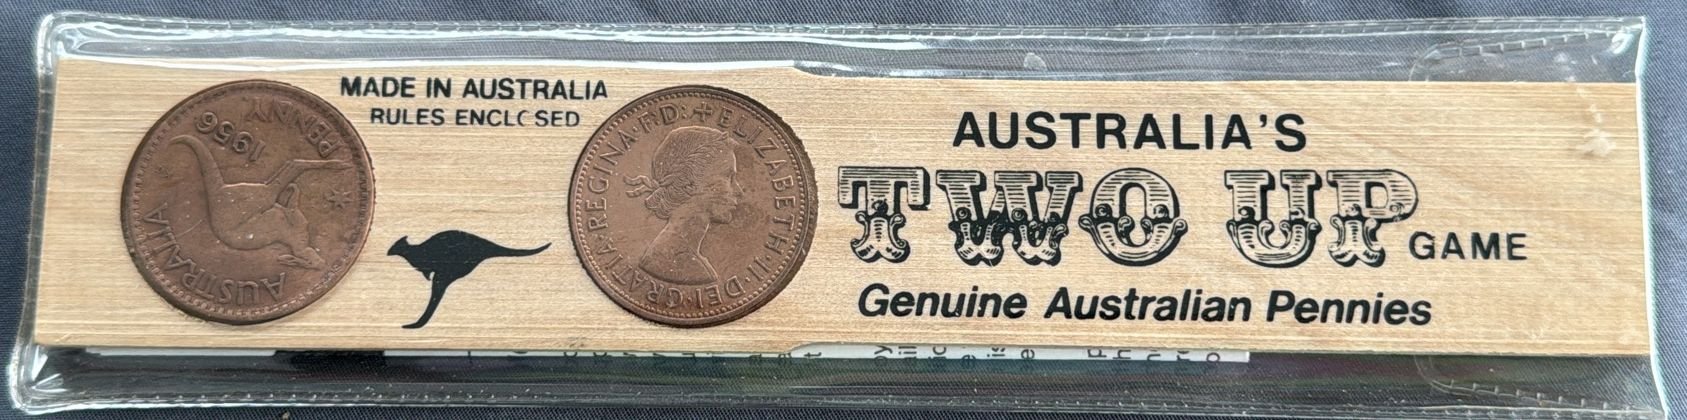 MADE IN AUSTRALIA
RULES ENCLOSED
PENNY.
1956
AUSTRALIA
+ELIZABETH·II·DEI·GRATIA·REGINA·F:D:
AUSTRALIA'S
TWO UP GAME
Genuine Australian Pennies